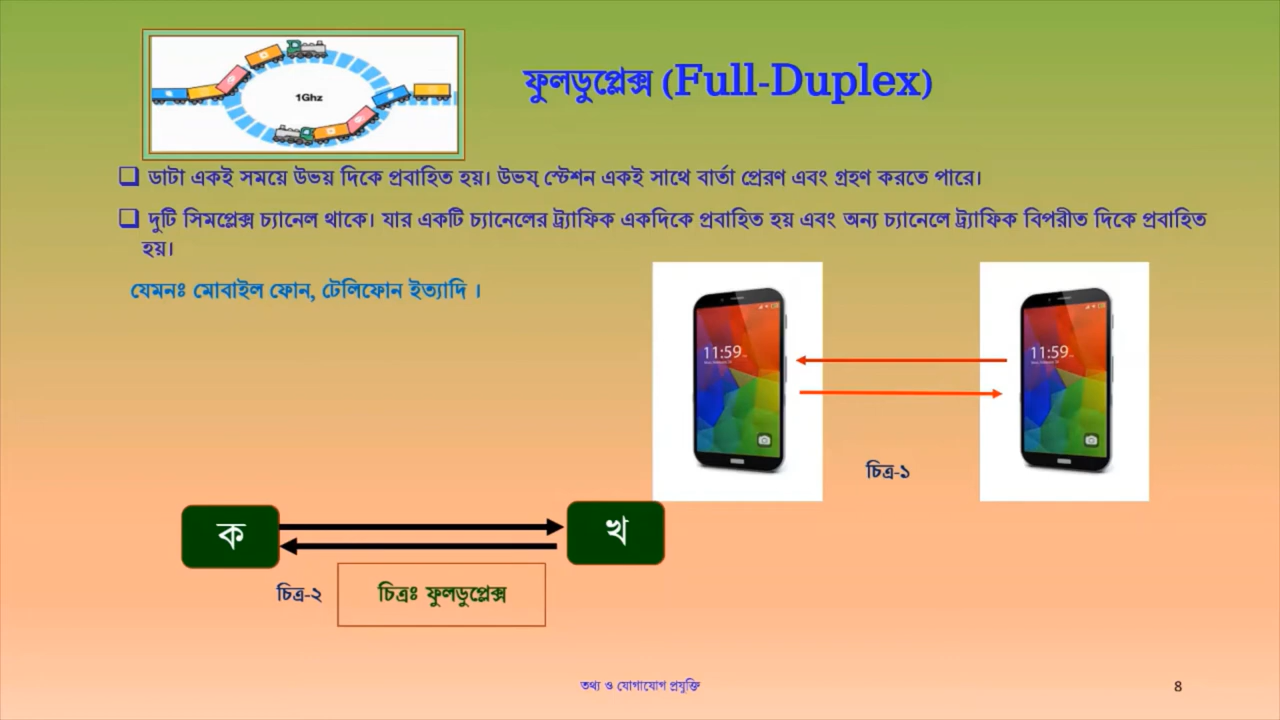 1Ghz
ফুলডুপ্লেক্স (Full-Duplex)
ডাটা একই সময়ে উভয় দিকে প্রবাহিত হয়। উভয্ স্টেশন একই সাথে বার্তা প্রেরণ এবং গ্রহণ করতে পারে।
দুটি সিমপ্লেক্স চ্যানেল থাকে। যার একটি চ্যানেলের ট্র্যাফিক একদিকে প্রবাহিত হয় এবং অন্য চ্যানেলে ট্র্যাফিক বিপরীত দিকে প্রবাহিত
হয়।
যেমনঃ মোবাইল ফোন, টেলিফোন ইত্যাদি ।
11:59
11:59
চিত্র-১
ক
খ
চিত্র-২
চিত্রঃ ফুলডুপ্লেক্স
তথ্য ও যোগাযোগ প্রযুক্তি
8